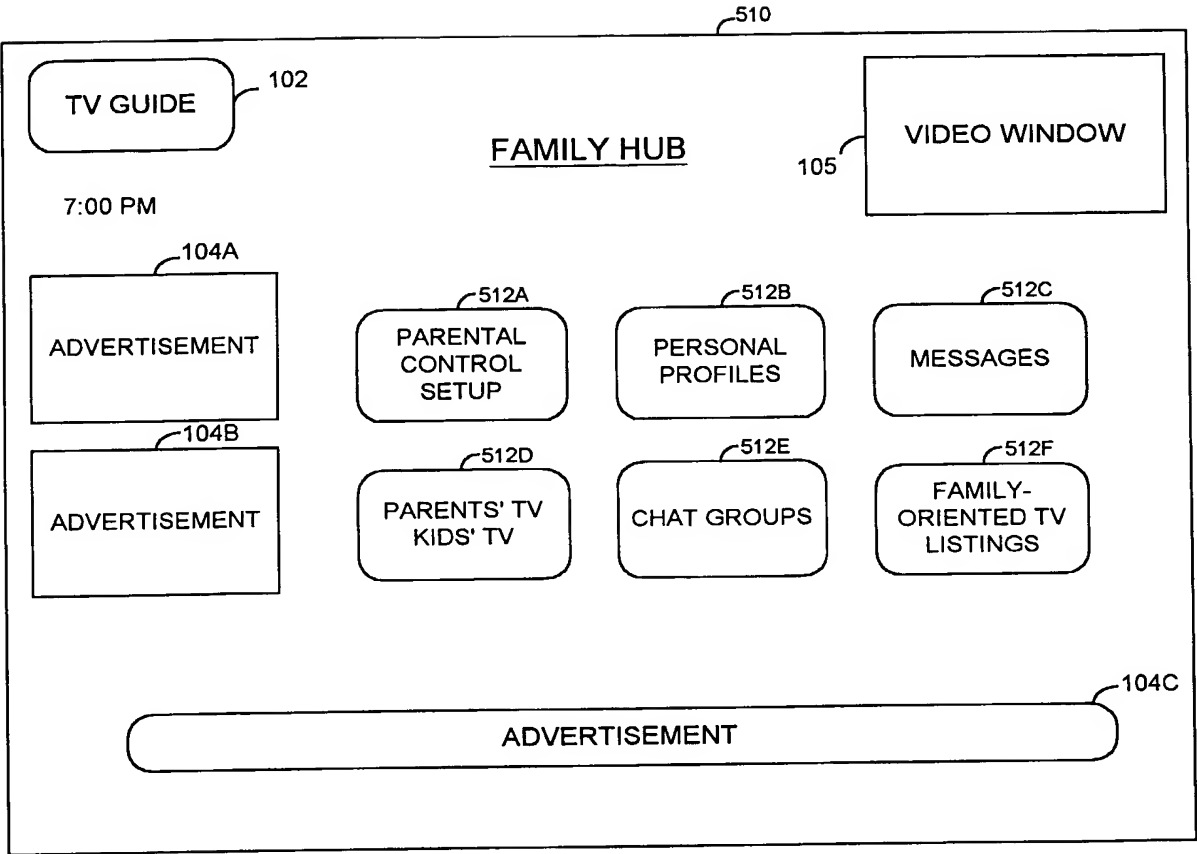 510
TV GUIDE
102
FAMILY HUB
VIDEO WINDOW
105
7:00 PM
104A
ADVERTISEMENT
512A
PARENTAL
CONTROL
SETUP
512B
PERSONAL
PROFILES
512C
MESSAGES
104B
ADVERTISEMENT
512D
PARENTS' TV
KIDS' TV
512E
CHAT GROUPS
512F
FAMILY-
ORIENTED TV
LISTINGS
104C
ADVERTISEMENT